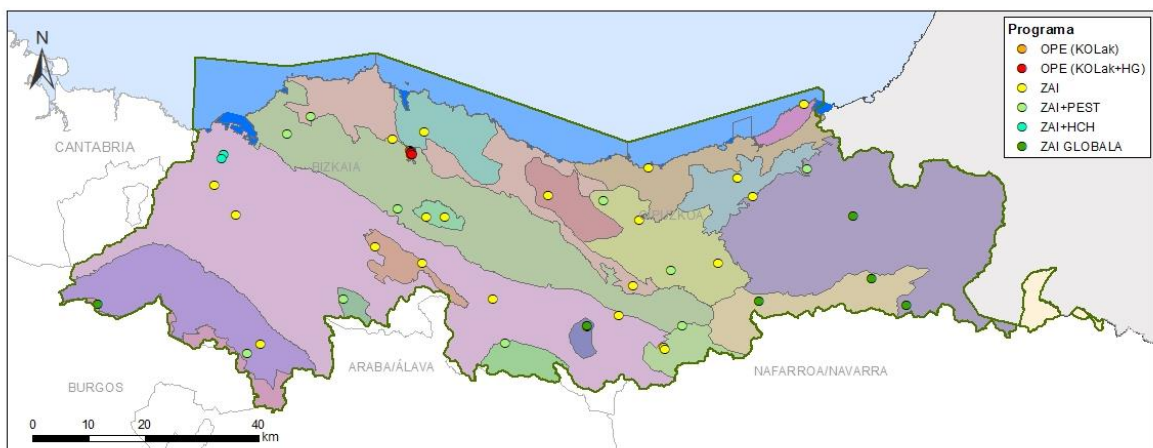 N
CANTABRIA
BIZKAIA
GIPUZKOA
BURGOS
ARABA/ÁLAVA
NAFARROA/NAVARRA
0 10 20 40
km
Programa
OPE (KOLak)
OPE (KOLak+HG)
ZAI
ZAI+PEST
ZAI+HCH
ZAI GLOBALA